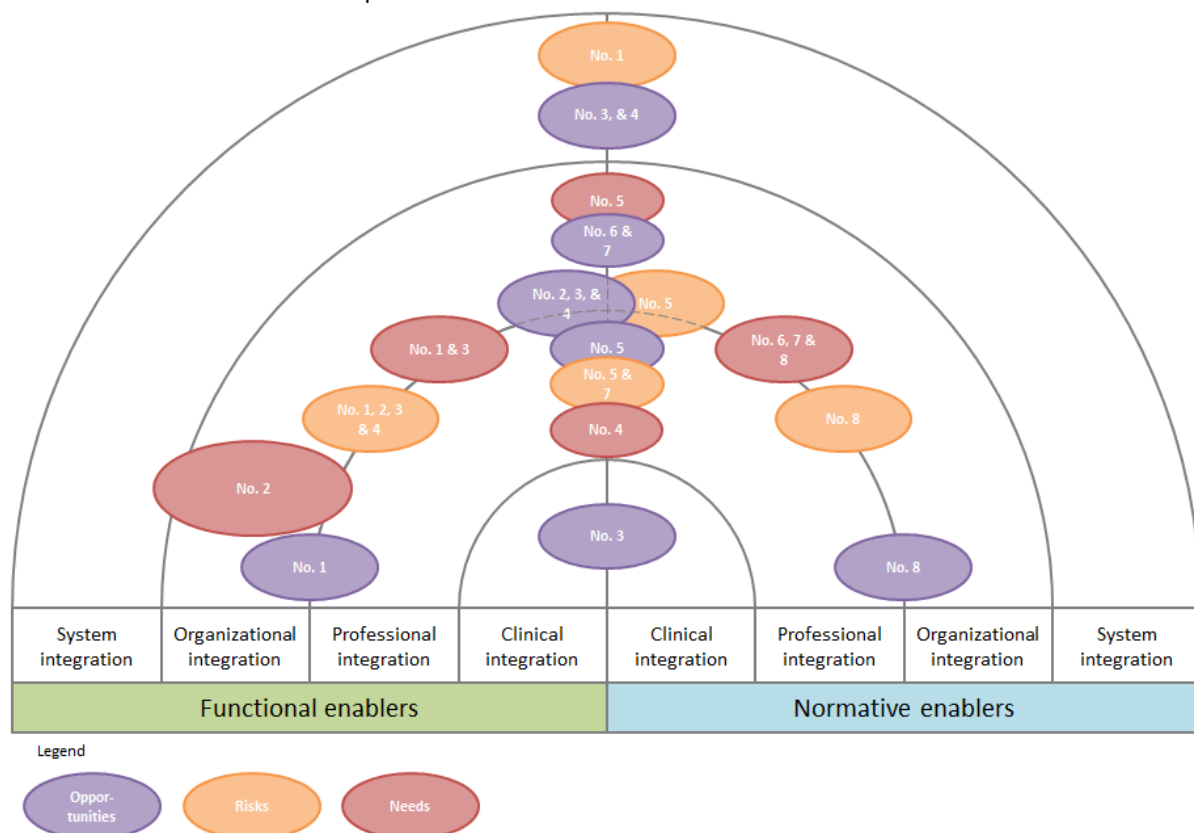 No. 1
No. 3, & 4
No. 5
No. 6 &
7
No. 2, 3, &
4
No. 5
No. 1 & 3
No. 5
No. 6, 7 &
8
No. 5 &
7
No. 1, 2, 3
& 4
No. 8
No. 4
No. 2
No. 3
No. 1
No. 8
System
integration
Organizational
integration
Professional
integration
Clinical
integration
Clinical
integration
Professional
integration
Organizational
integration
System
integration
Functional enablers
Normative enablers
Legend
Oppor-
tunities
Risks
Needs